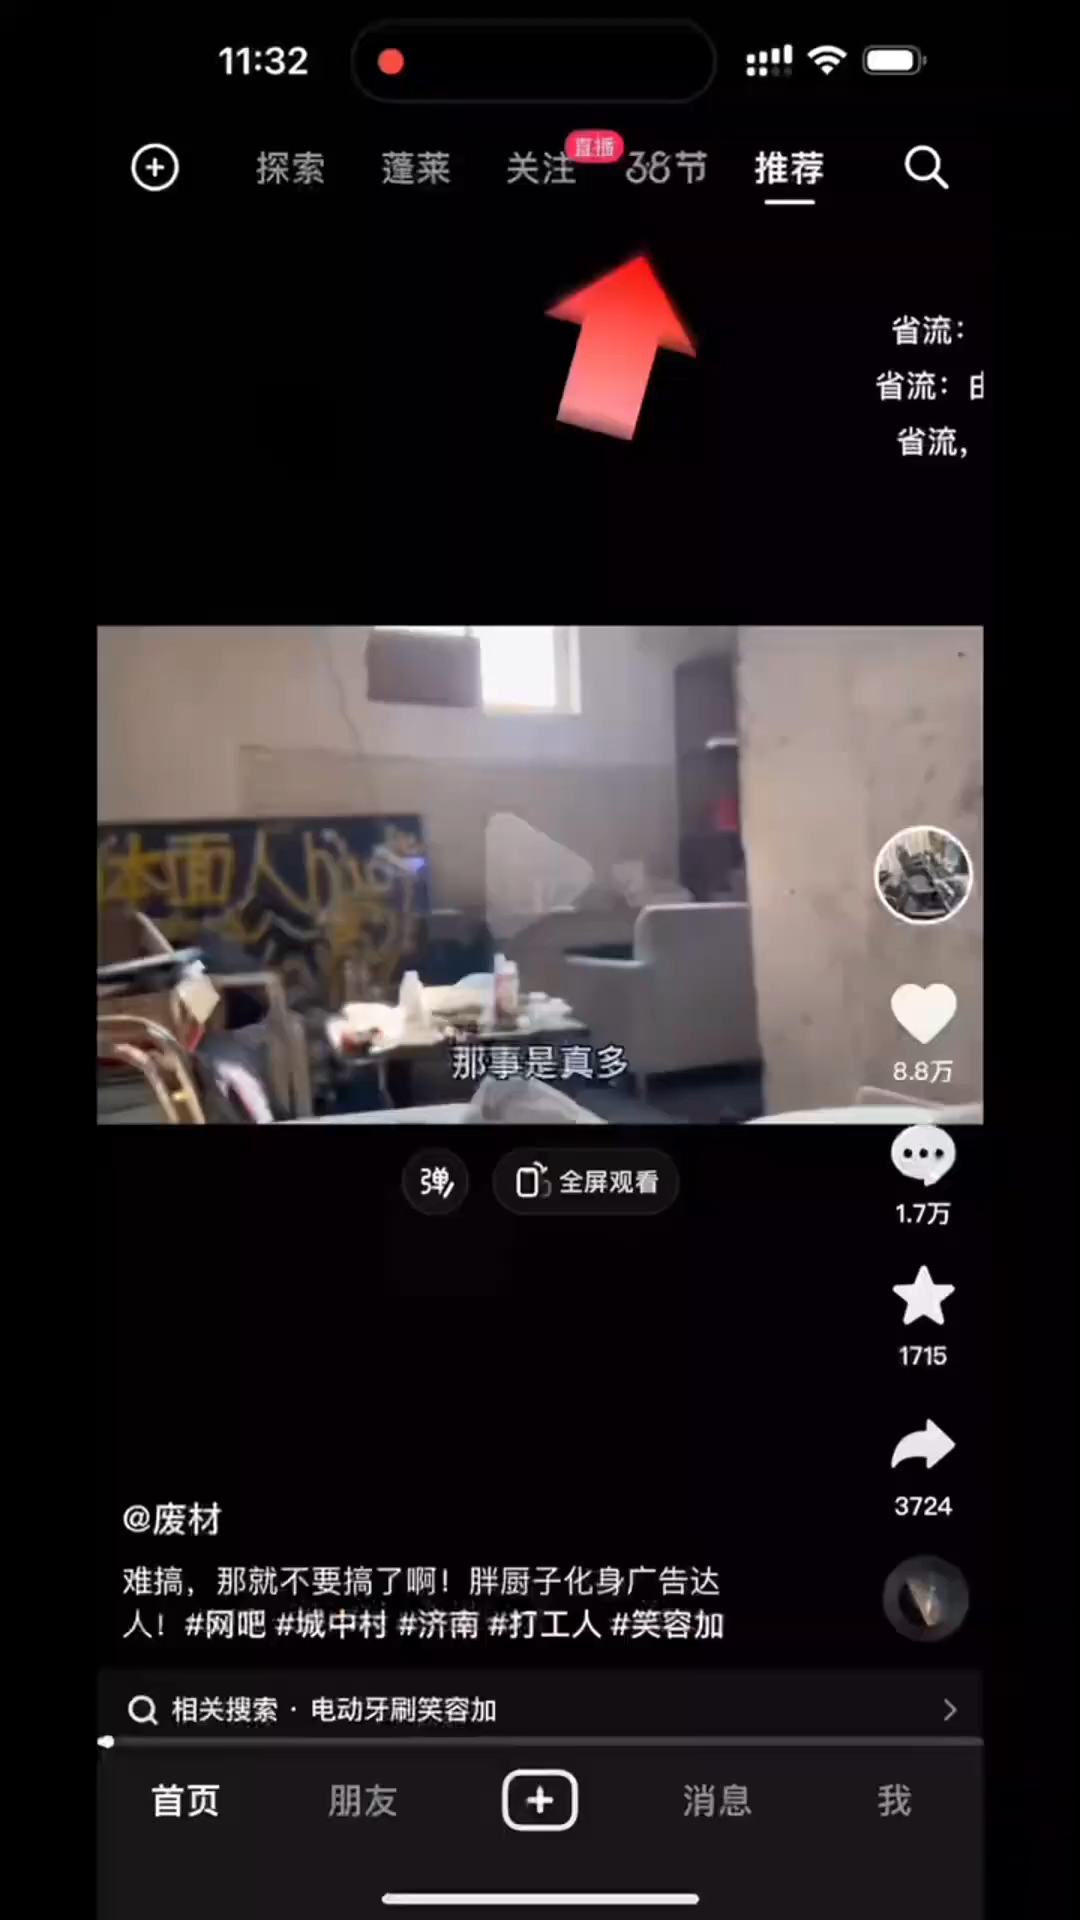 11:32
探索 蓬莱 关注 直播 38节 推荐
省流：
省流：由
省流，
体面人
那事是真多
8.8万
弹 全屏观看
1.7万
1715
3724
@废材
难搞，那就不要搞了啊！胖厨子化身广告达
人！#网吧 #城中村 #济南 #打工人 #笑容加
相关搜索 · 电动牙刷笑容加
首页 朋友 消息 我